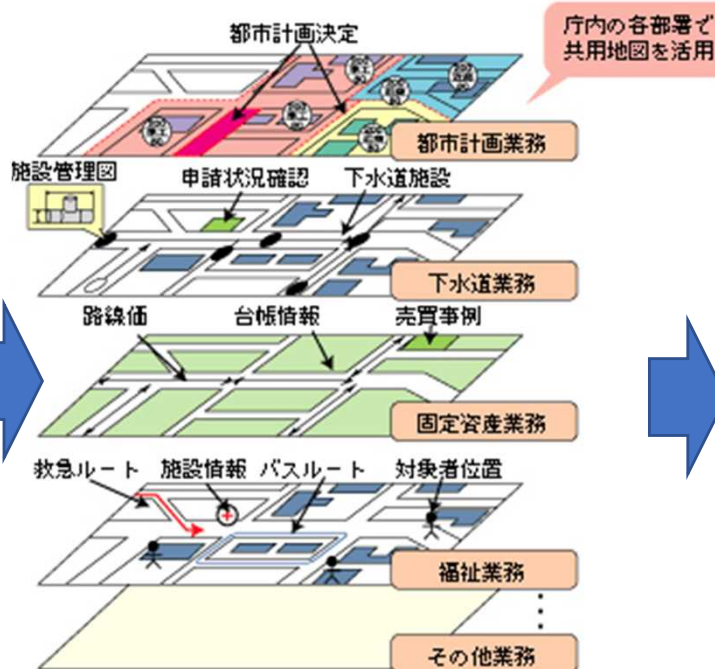 都市計画決定
庁内の各部署で
共用地図を活用
都市計画業務
施設管理図
申請状況確認
下水道施設
下水道業務
路線価
台帳情報
売買事例
固定資産業務
救急ルート
施設情報
バスルート
対象者位置
福祉業務
その他業務